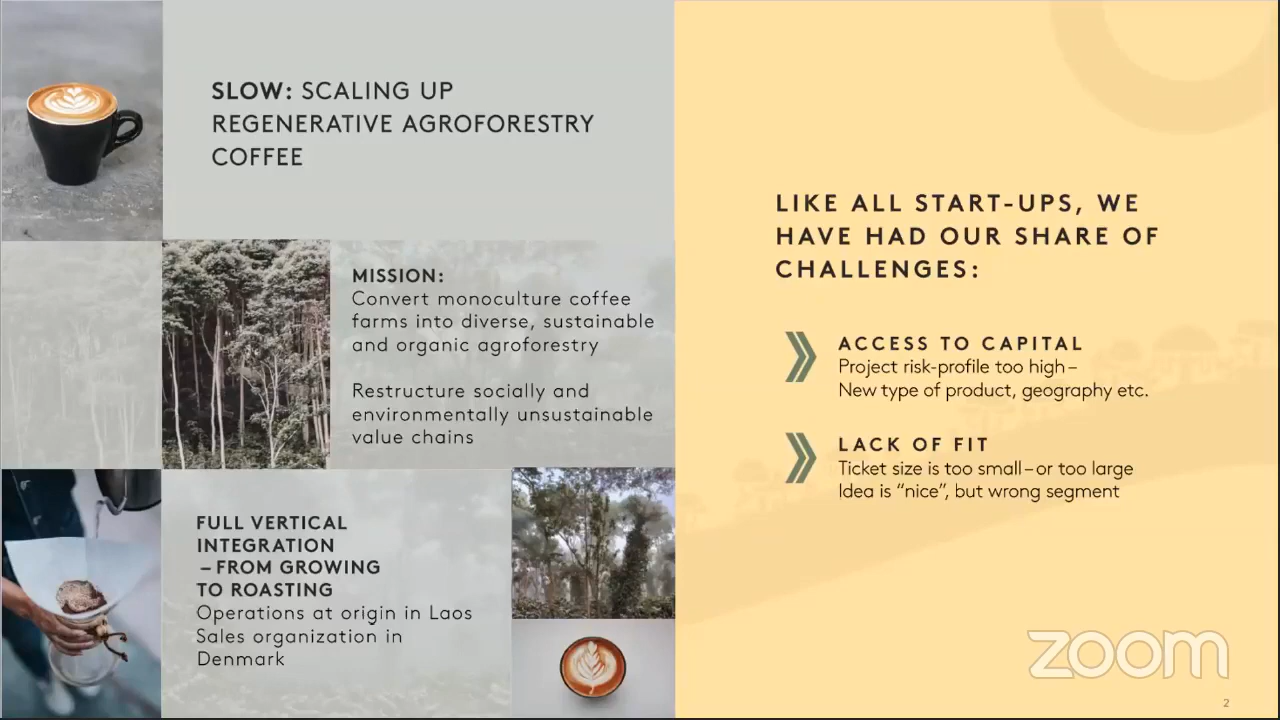 SLOW: SCALING UP
REGENERATIVE AGROFORESTRY
COFFEE
MISSION:
Convert monoculture coffee
farms into diverse, sustainable
and organic agroforestry
Restructure socially and
environmentally unsustainable
value chains
FULL VERTICAL
INTEGRATION
– FROM GROWING
TO ROASTING
Operations at origin in Laos
Sales organization in
Denmark
LIKE ALL START-UPS, WE
HAVE HAD OUR SHARE OF
CHALLENGES:
ACCESS TO CAPITAL
Project risk-profile too high –
New type of product, geography etc.
LACK OF FIT
Ticket size is too small – or too large
Idea is “nice”, but wrong segment
zoom
2